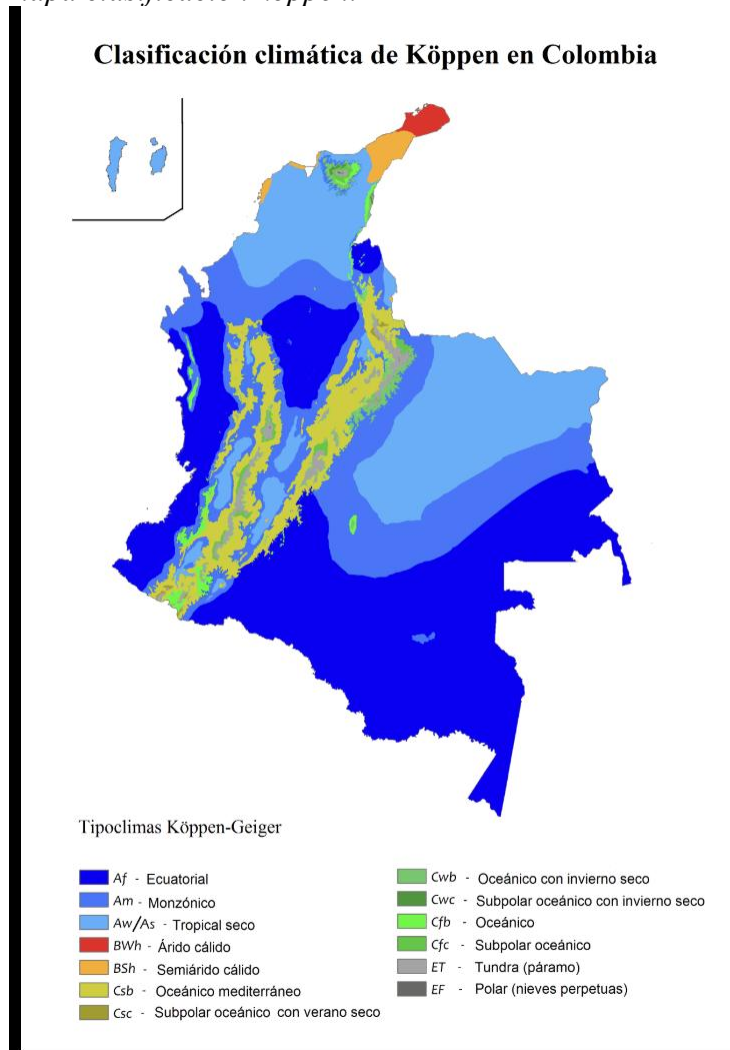 Clasificación climática de Köppen en Colombia
Tipoclimas Köppen-Geiger
Af - Ecuatorial
Am - Monzónico
Aw/As - Tropical seco
BWh - Árido cálido
BSh - Semiárido cálido
Csb - Oceánico mediterráneo
Csc - Subpolar oceánico con verano seco
Cwb - Oceánico con invierno seco
Cwc - Subpolar oceánico con invierno seco
Cfb - Oceánico
Cfc - Subpolar oceánico
ET - Tundra (páramo)
EF - Polar (nieves perpetuas)